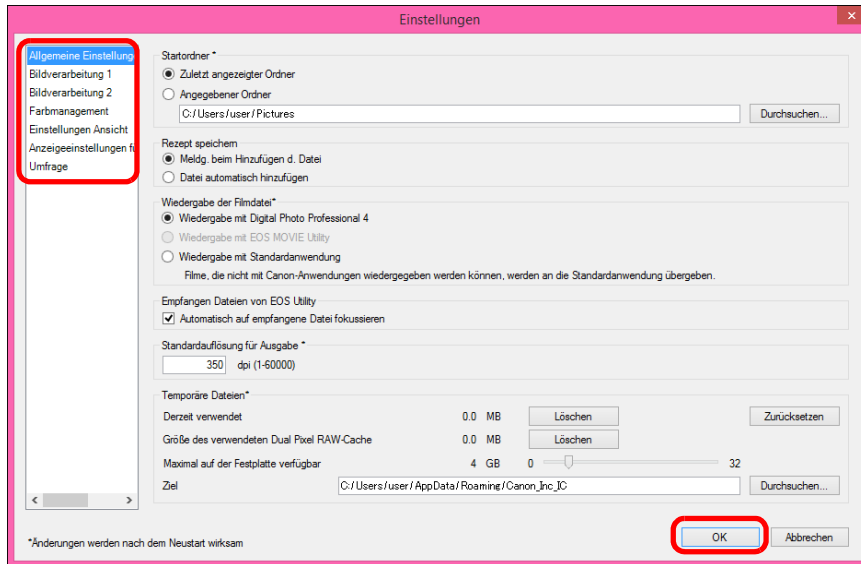 Einstellungen
Allgemeine Einstellung
Bildverarbeitung 1
Bildverarbeitung 2
Farbmanagement
Einstellungen Ansicht
Anzeigeeinstellungen fü
Umfrage
Startordner *
Zuletzt angezeigter Ordner
Angegebener Ordner
C:/Users/user/Pictures Durchsuchen...
Rezept speichern
Meldg. beim Hinzufügen d. Datei
Datei automatisch hinzufügen
Wiedergabe der Filmdatei*
Wiedergabe mit Digital Photo Professional 4
Wiedergabe mit EOS MOVIE Utility
Wiedergabe mit Standardanwendung
Filme, die nicht mit Canon-Anwendungen wiedergegeben werden können, werden an die Standardanwendung übergeben.
Empfangen Dateien von EOS Utility
Automatisch auf empfangene Datei fokussieren
Standardauflösung für Ausgabe *
350 dpi (1-60000)
Temporäre Dateien*
Derzeit verwendet 0.0 MB Löschen Zurücksetzen
Größe des verwendeten Dual Pixel RAW-Cache 0.0 MB Löschen
Maximal auf der Festplatte verfügbar 4 GB 0 32
Ziel C:/Users/user/AppData/Roaming/Canon_Inc_IC Durchsuchen...
*Änderungen werden nach dem Neustart wirksam
OK Abbrechen